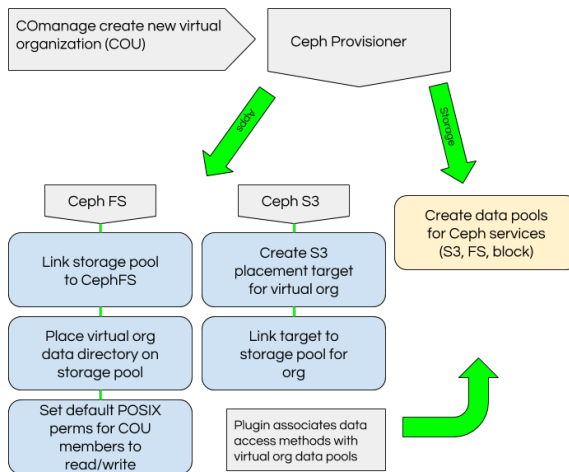 COmanage create new virtual
organization (COU)
Ceph Provisioner
Apps
Storage
Ceph FS
Ceph S3
Create data pools
for Ceph services
(S3, FS, block)
Link storage pool
to CephFS
Create S3
placement target
for virtual org
Place virtual org
data directory on
storage pool
Link target to
storage pool for
org
Set default POSIX
perms for COU
members to
read/write
Plugin associates data
access methods with
virtual org data pools